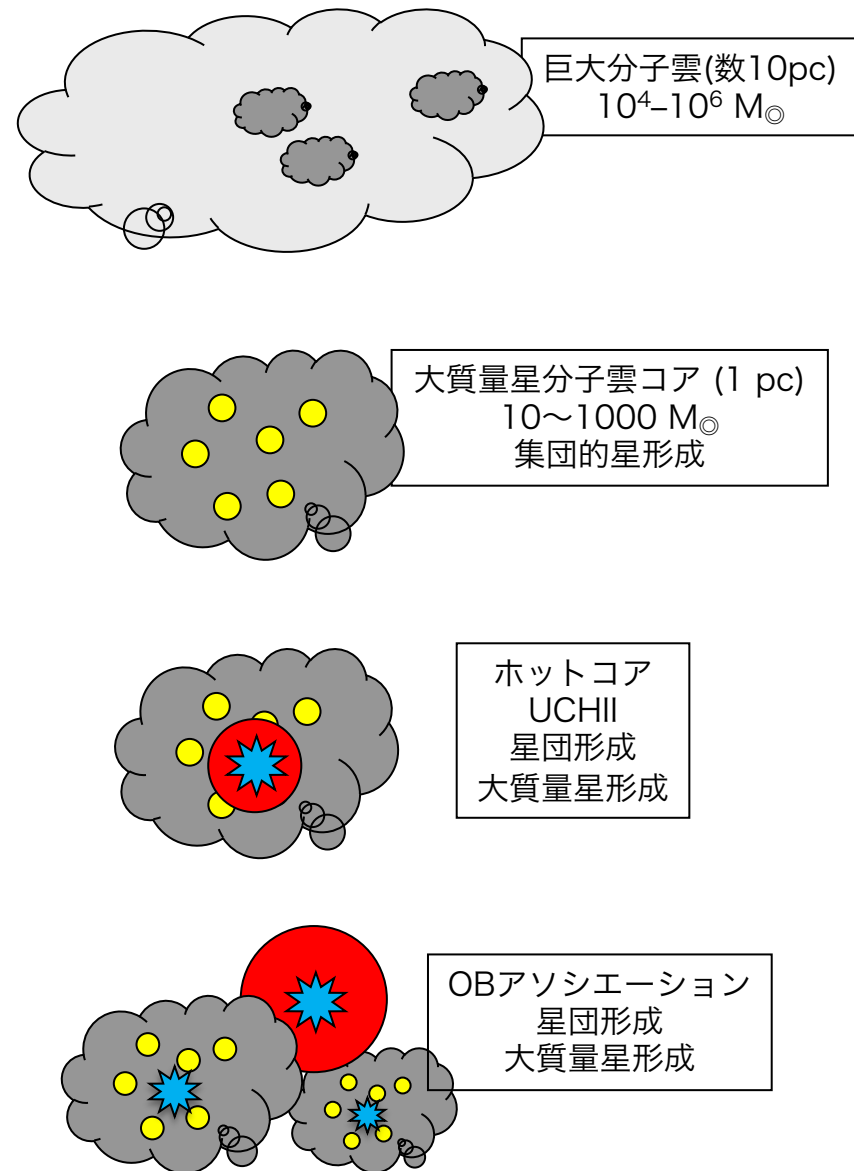 巨大分子雲(数10pc)
10⁴–10⁶ M◎
大質量星分子雲コア (1 pc)
10〜1000 M◎
集団的星形成
ホットコア
UCHII
星団形成
大質量星形成
OBアソシエーション
星団形成
大質量星形成